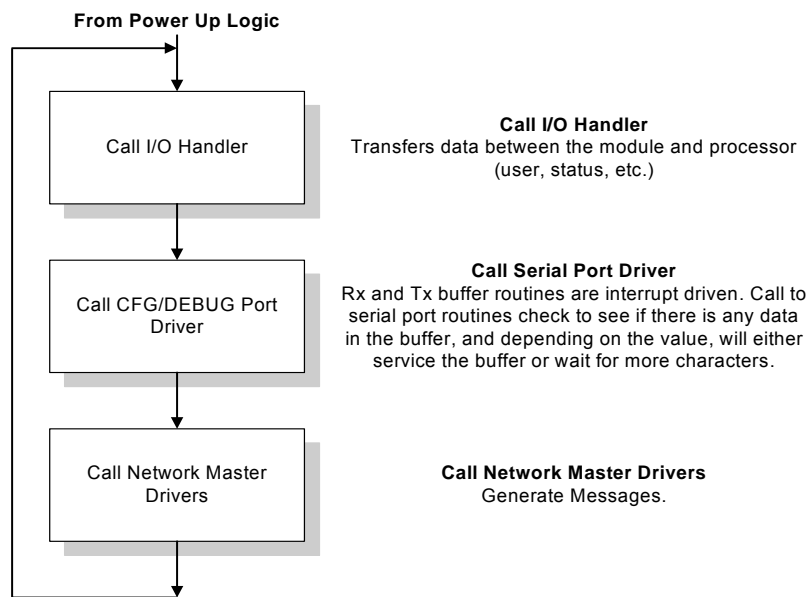 From Power Up Logic
Call I/O Handler
Call I/O Handler
Transfers data between the module and processor
(user, status, etc.)
Call CFG/DEBUG Port
Driver
Call Serial Port Driver
Rx and Tx buffer routines are interrupt driven. Call to
serial port routines check to see if there is any data
in the buffer, and depending on the value, will either
service the buffer or wait for more characters.
Call Network Master
Drivers
Call Network Master Drivers
Generate Messages.